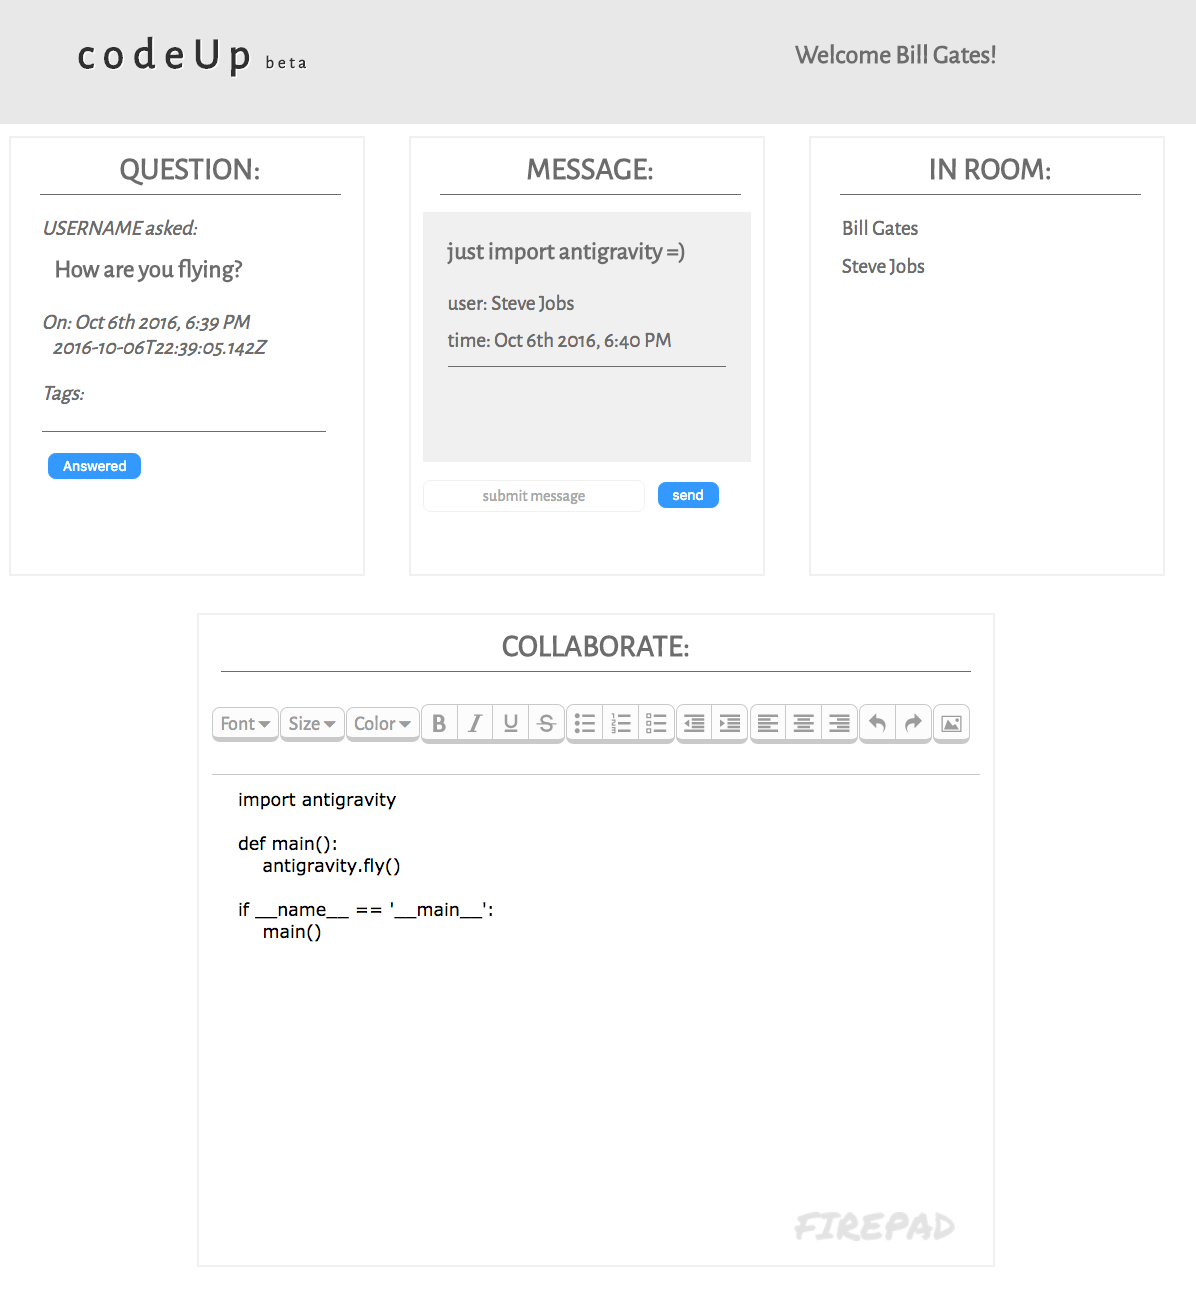 codeUp beta
Welcome Bill Gates!
QUESTION:
USERNAME asked:
How are you flying?
On: Oct 6th 2016, 6:39 PM
2016-10-06T22:39:05.142Z
Tags:
Answered
MESSAGE:
just import antigravity =)
user: Steve Jobs
time: Oct 6th 2016, 6:40 PM
submit message
send
IN ROOM:
Bill Gates
Steve Jobs
COLLABORATE:
Font Size Color B I U S
import antigravity
def main():
antigravity.fly()
if __name__ == '__main__':
main()
FIREPAD